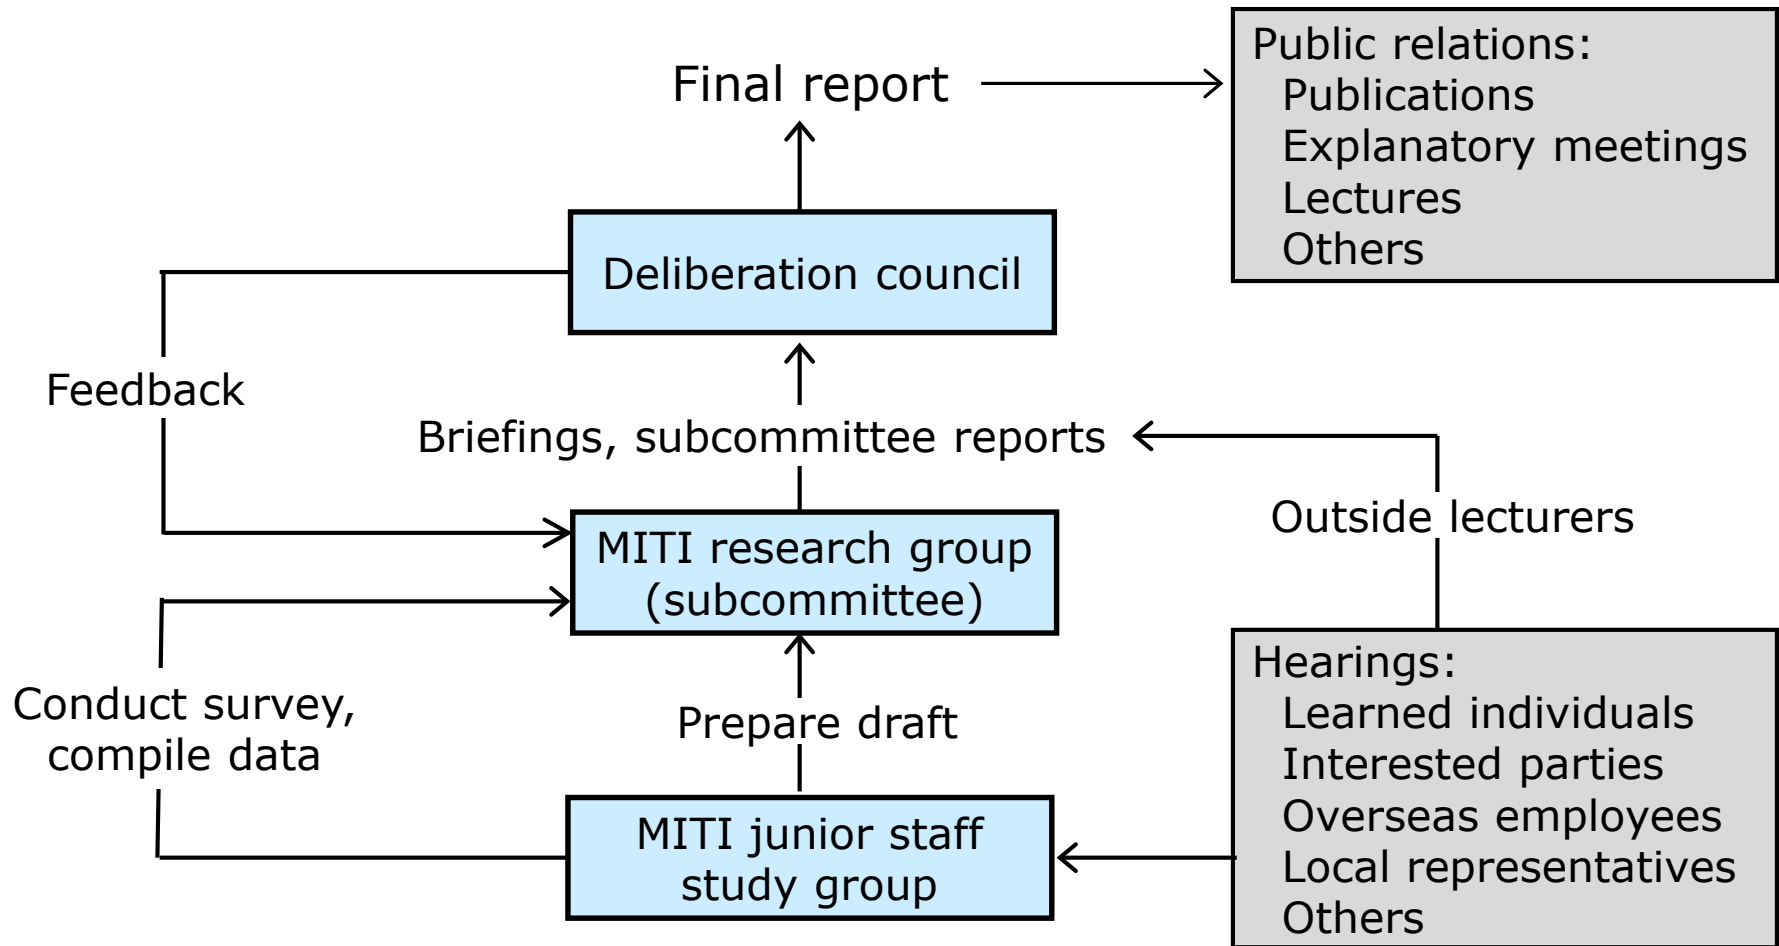 Final report
Public relations:
Publications
Explanatory meetings
Lectures
Others
Deliberation council
Feedback
Briefings, subcommittee reports
Outside lecturers
MITI research group
(subcommittee)
Conduct survey,
compile data
Prepare draft
Hearings:
Learned individuals
Interested parties
Overseas employees
Local representatives
Others
MITI junior staff
study group